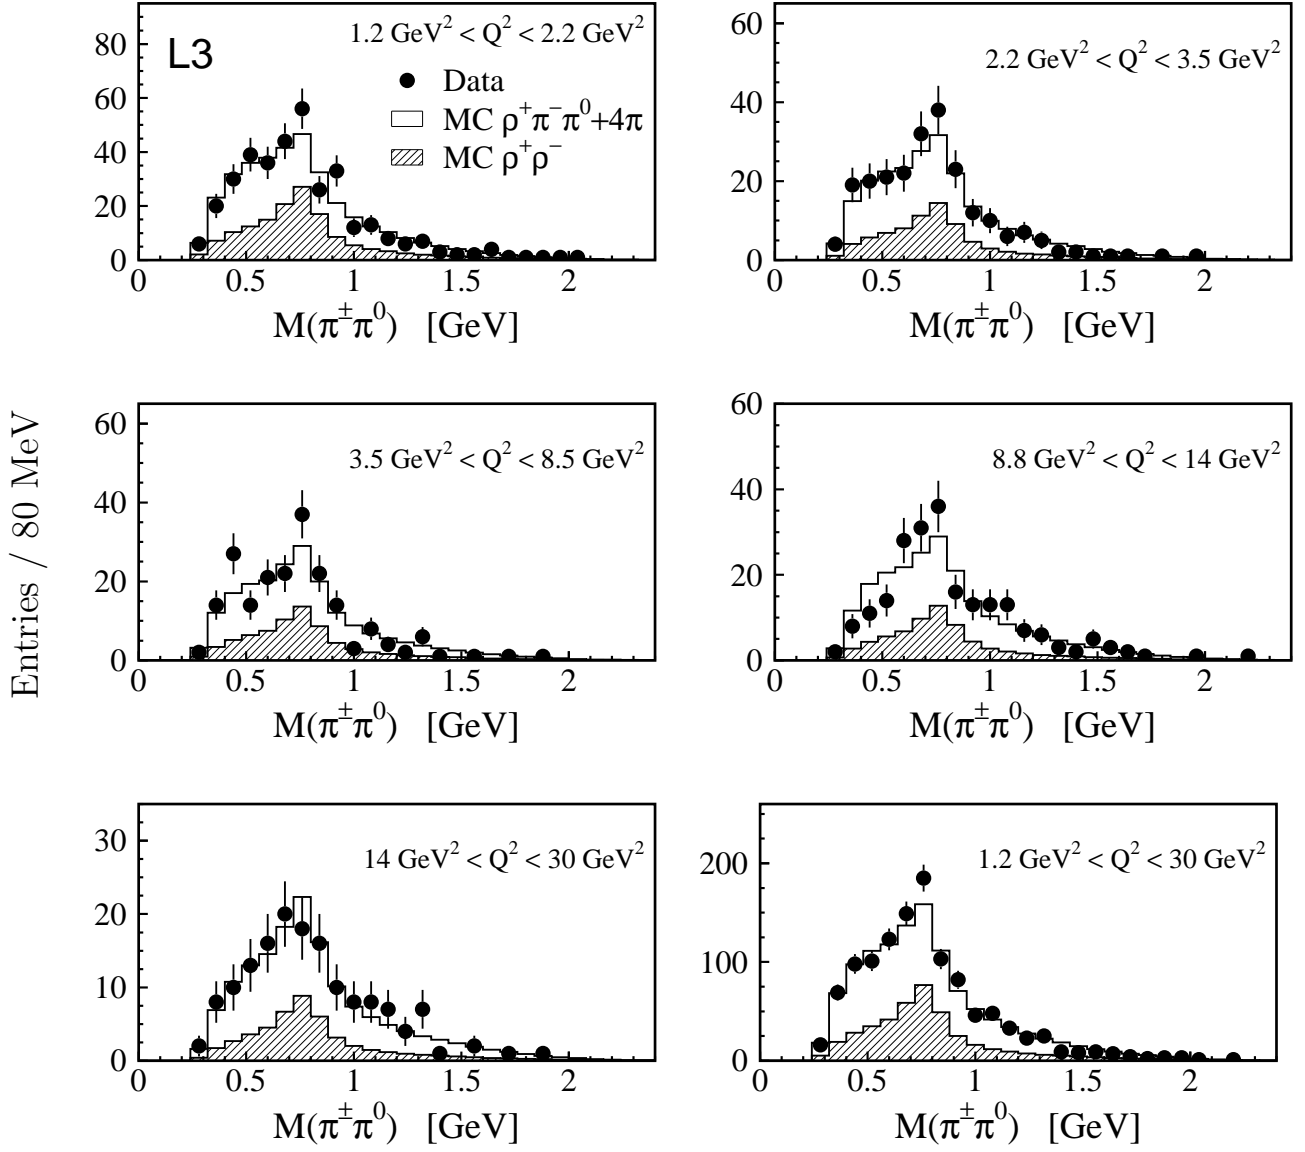 L3
1.2 GeV² < Q² < 2.2 GeV²
Data
MC ρ⁺π⁻π⁰+4π
MC ρ⁺ρ⁻
80
60
40
20
0
0 0.5 1 1.5 2
M(π±π⁰) [GeV]
2.2 GeV² < Q² < 3.5 GeV²
60
40
20
0
0 0.5 1 1.5 2
M(π±π⁰) [GeV]
Entries / 80 MeV
3.5 GeV² < Q² < 8.5 GeV²
60
40
20
0
0 0.5 1 1.5 2
M(π±π⁰) [GeV]
8.8 GeV² < Q² < 14 GeV²
60
40
20
0
0 0.5 1 1.5 2
M(π±π⁰) [GeV]
14 GeV² < Q² < 30 GeV²
30
20
10
0
0 0.5 1 1.5 2
M(π±π⁰) [GeV]
1.2 GeV² < Q² < 30 GeV²
200
100
0
0 0.5 1 1.5 2
M(π±π⁰) [GeV]